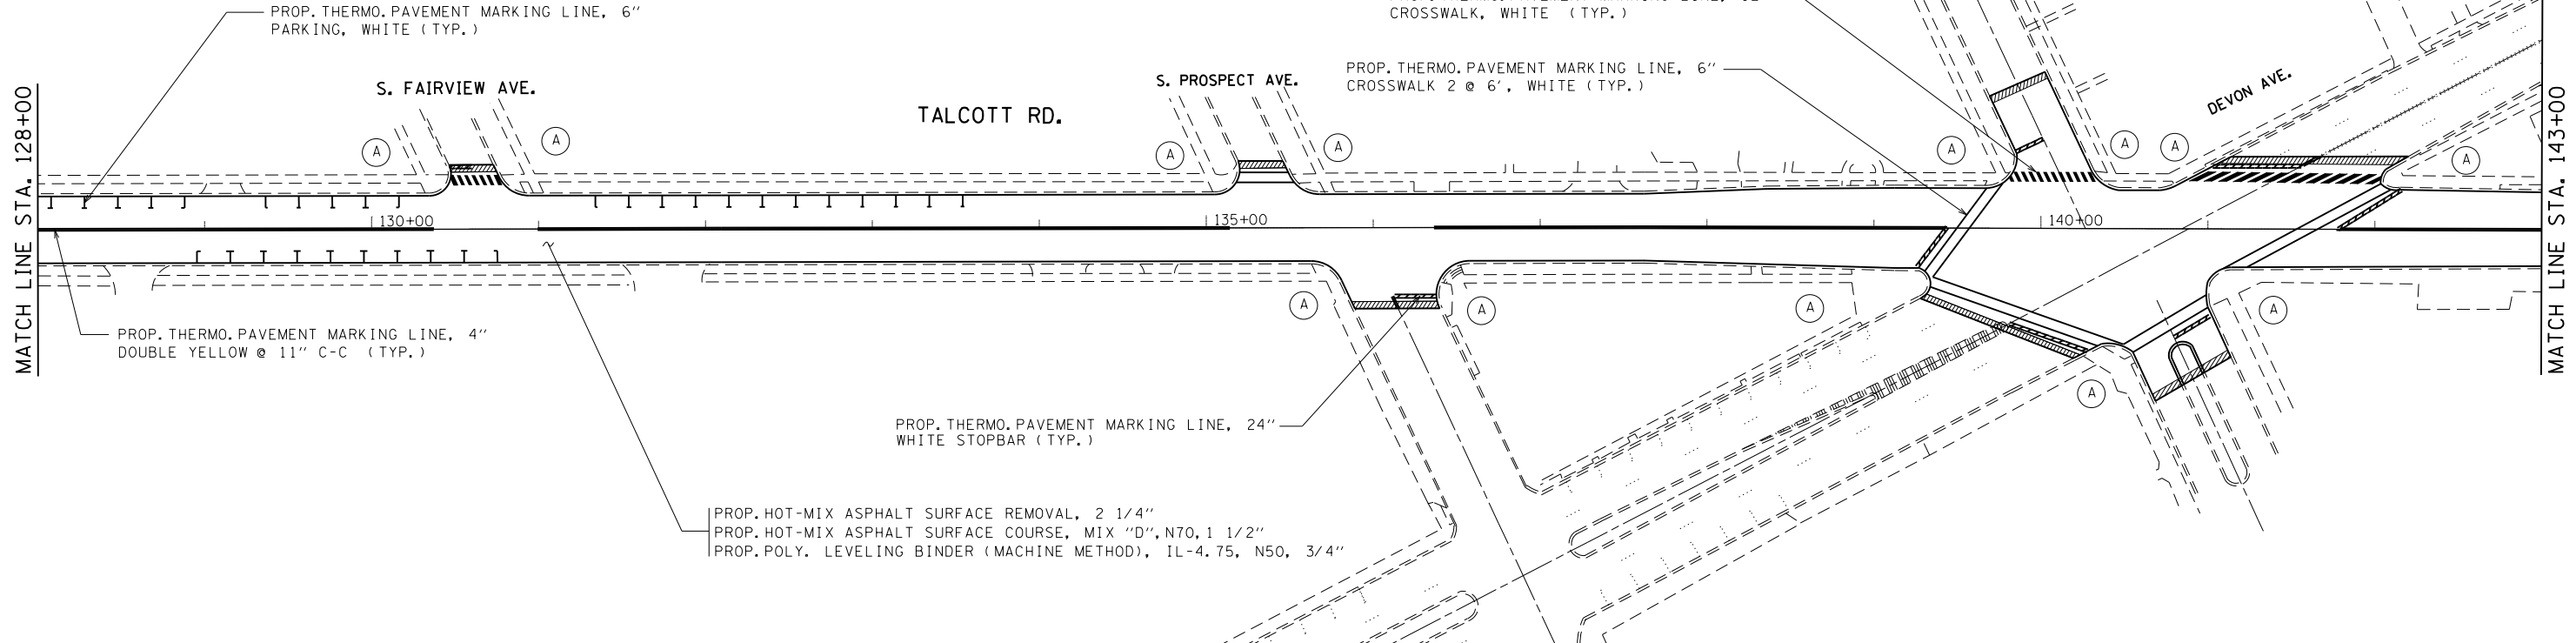 PROP. THERMO. PAVEMENT MARKING LINE, 6"
PARKING, WHITE (TYP.)
CROSSWALK, WHITE (TYP.)
PROP. THERMO. PAVEMENT MARKING LINE, 6"
CROSSWALK 2 @ 6', WHITE (TYP.)
S. FAIRVIEW AVE.
S. PROSPECT AVE.
TALCOTT RD.
DEVON AVE.
MATCH LINE STA. 128+00
MATCH LINE STA. 143+00
A
A
A
A
A
A
A
A
130+00
135+00
140+00
A
A
A
A
A
PROP. THERMO. PAVEMENT MARKING LINE, 4"
DOUBLE YELLOW @ 11" C-C (TYP.)
PROP. THERMO. PAVEMENT MARKING LINE, 24"
WHITE STOPBAR (TYP.)
PROP. HOT-MIX ASPHALT SURFACE REMOVAL, 2 1/4"
PROP. HOT-MIX ASPHALT SURFACE COURSE, MIX "D", N70, 1 1/2"
PROP. POLY. LEVELING BINDER (MACHINE METHOD), IL-4.75, N50, 3/4"